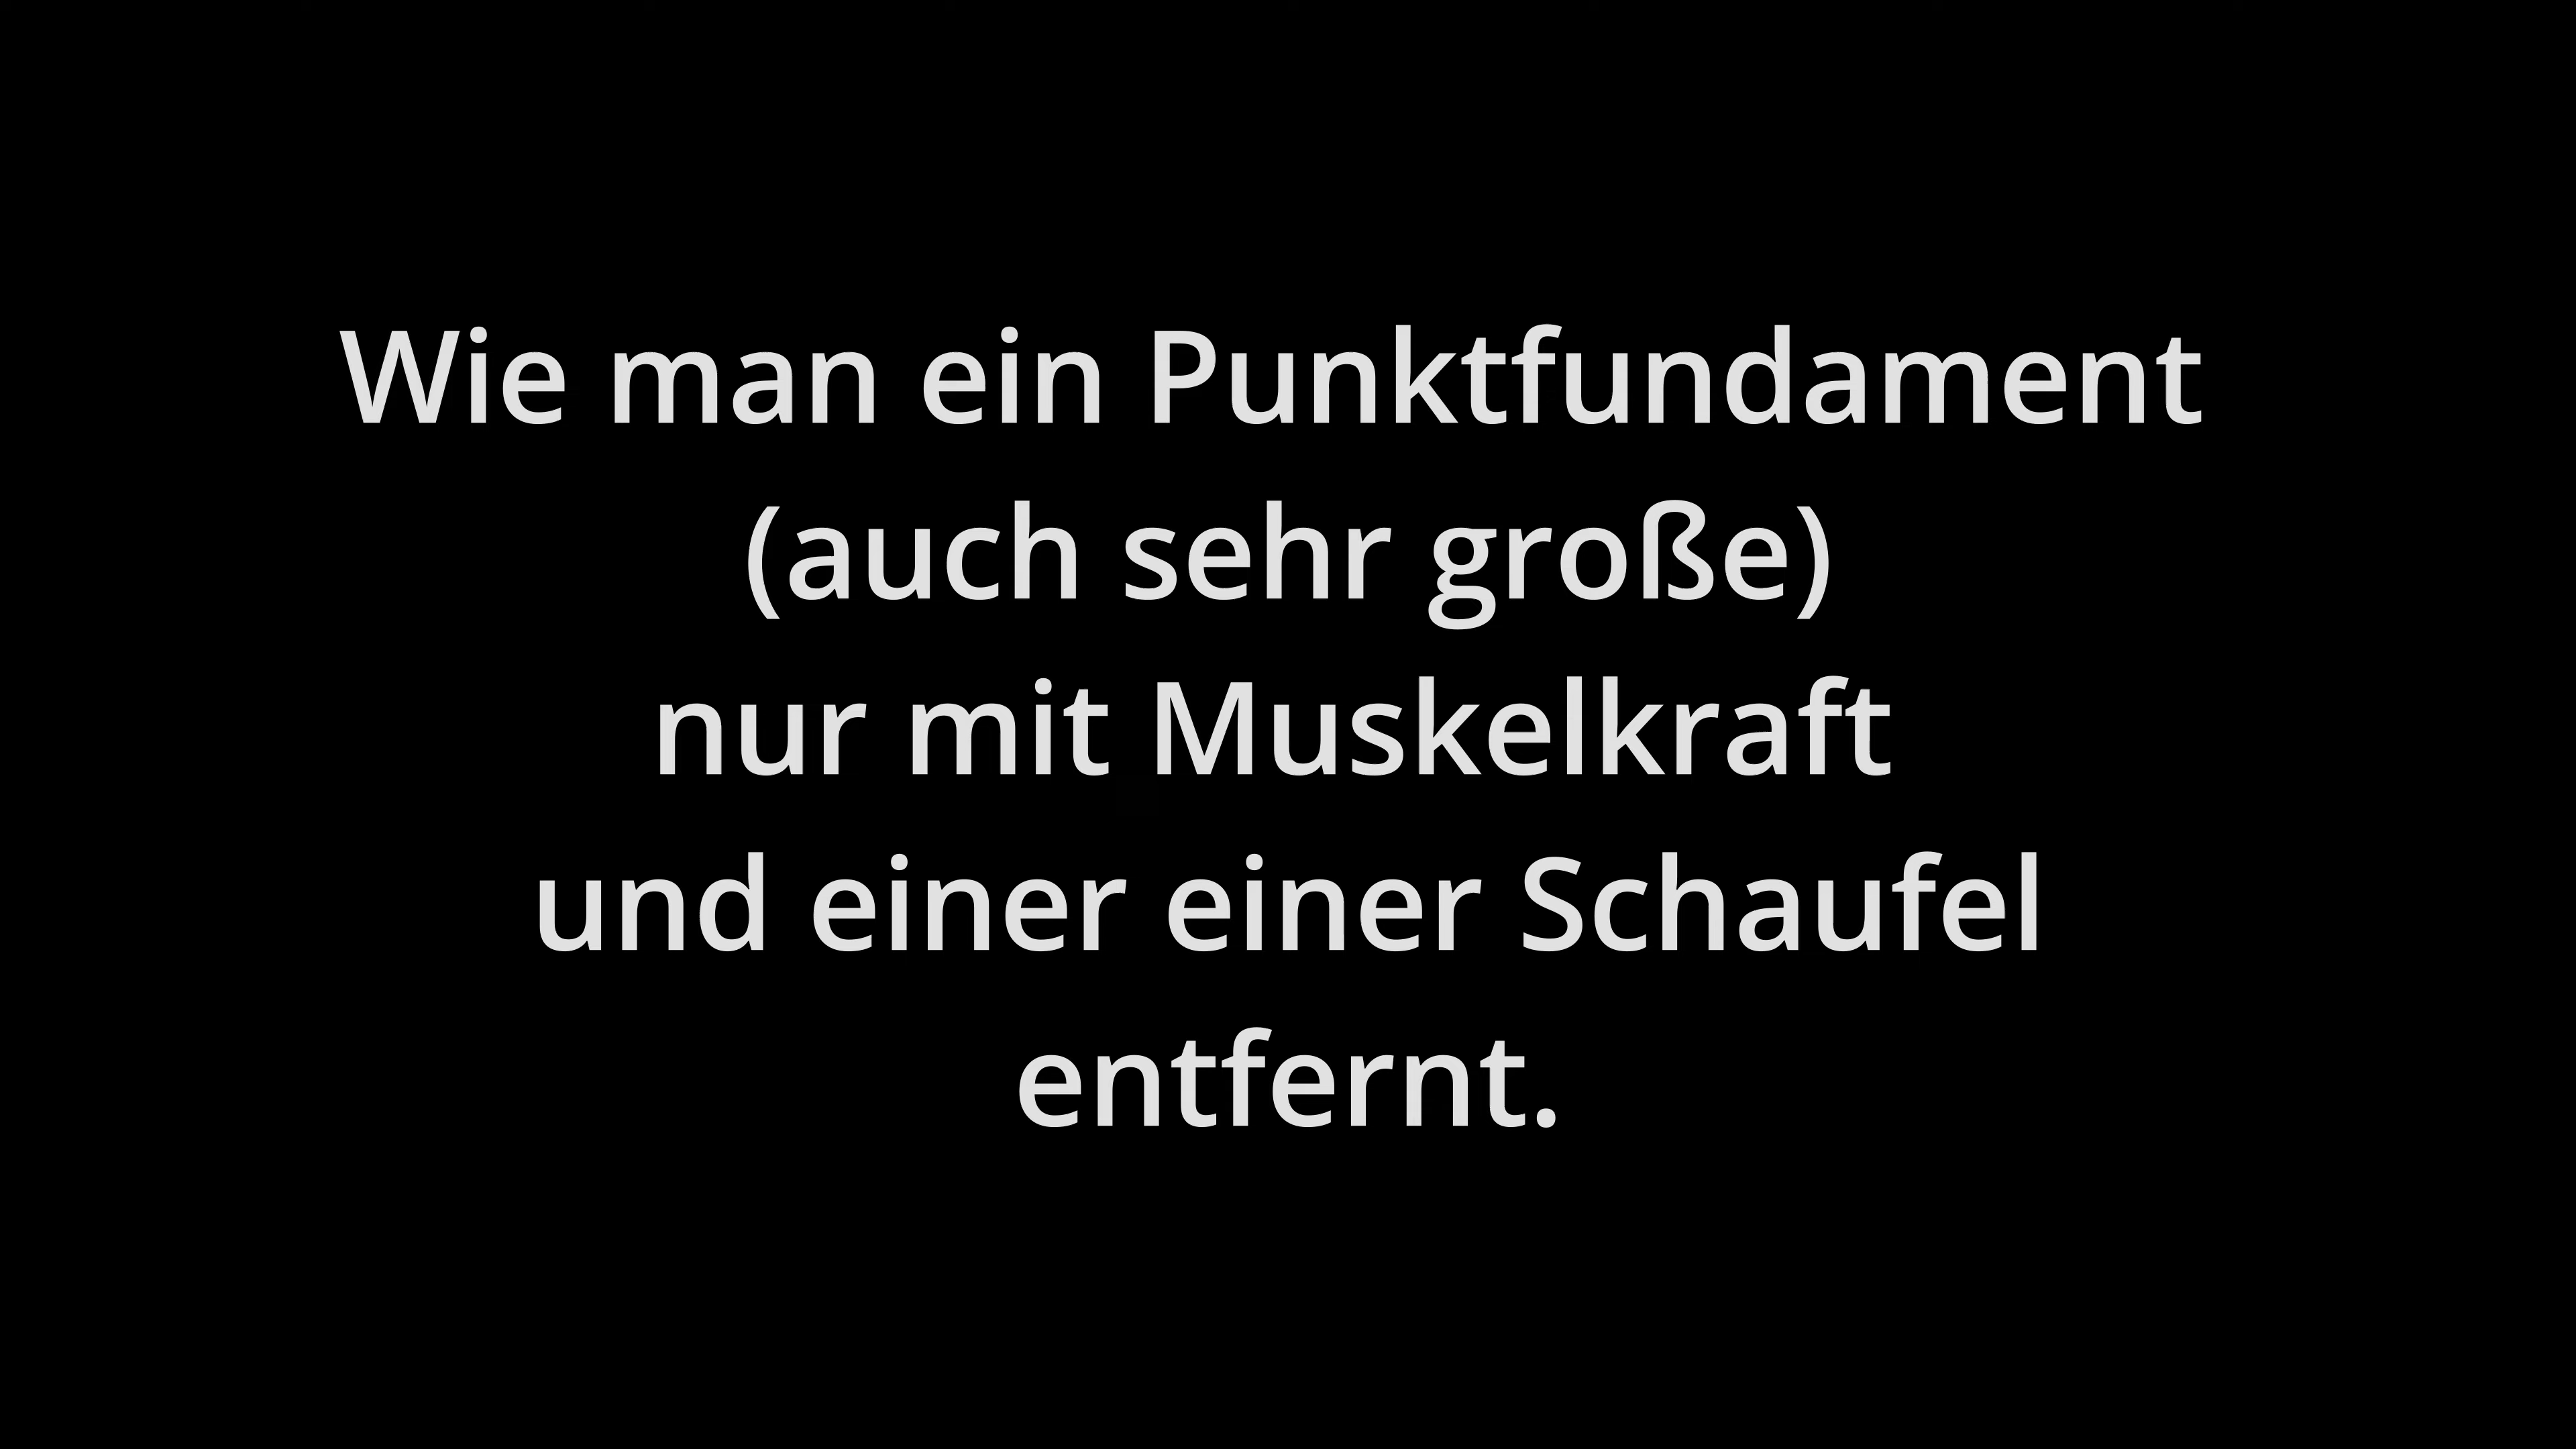 Wie man ein Punktfundament
(auch sehr große)
nur mit Muskelkraft
und einer einer Schaufel
entfernt.